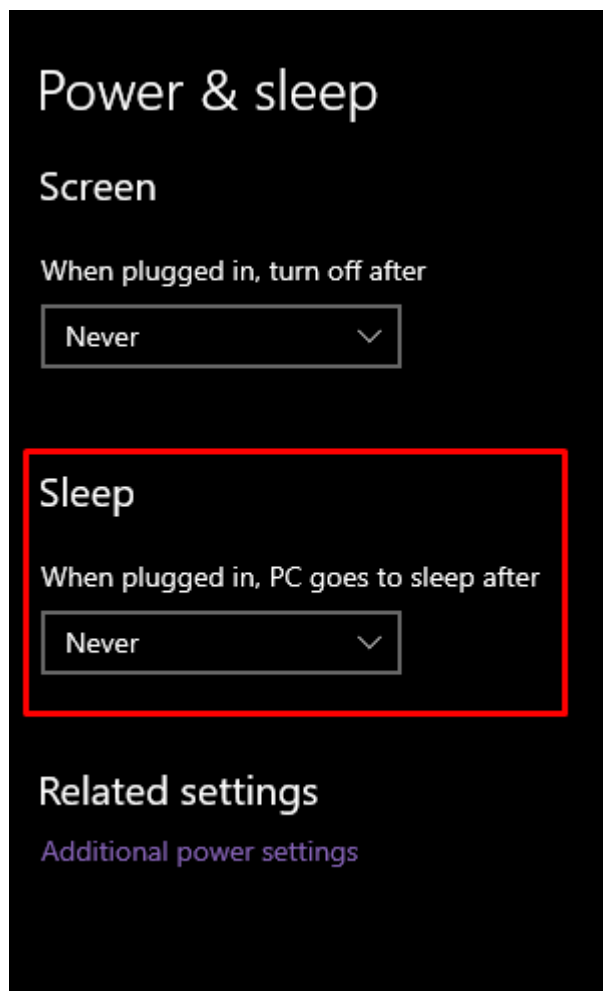 Power & sleep
Screen
When plugged in, turn off after
Never
Sleep
When plugged in, PC goes to sleep after
Never
Related settings
Additional power settings